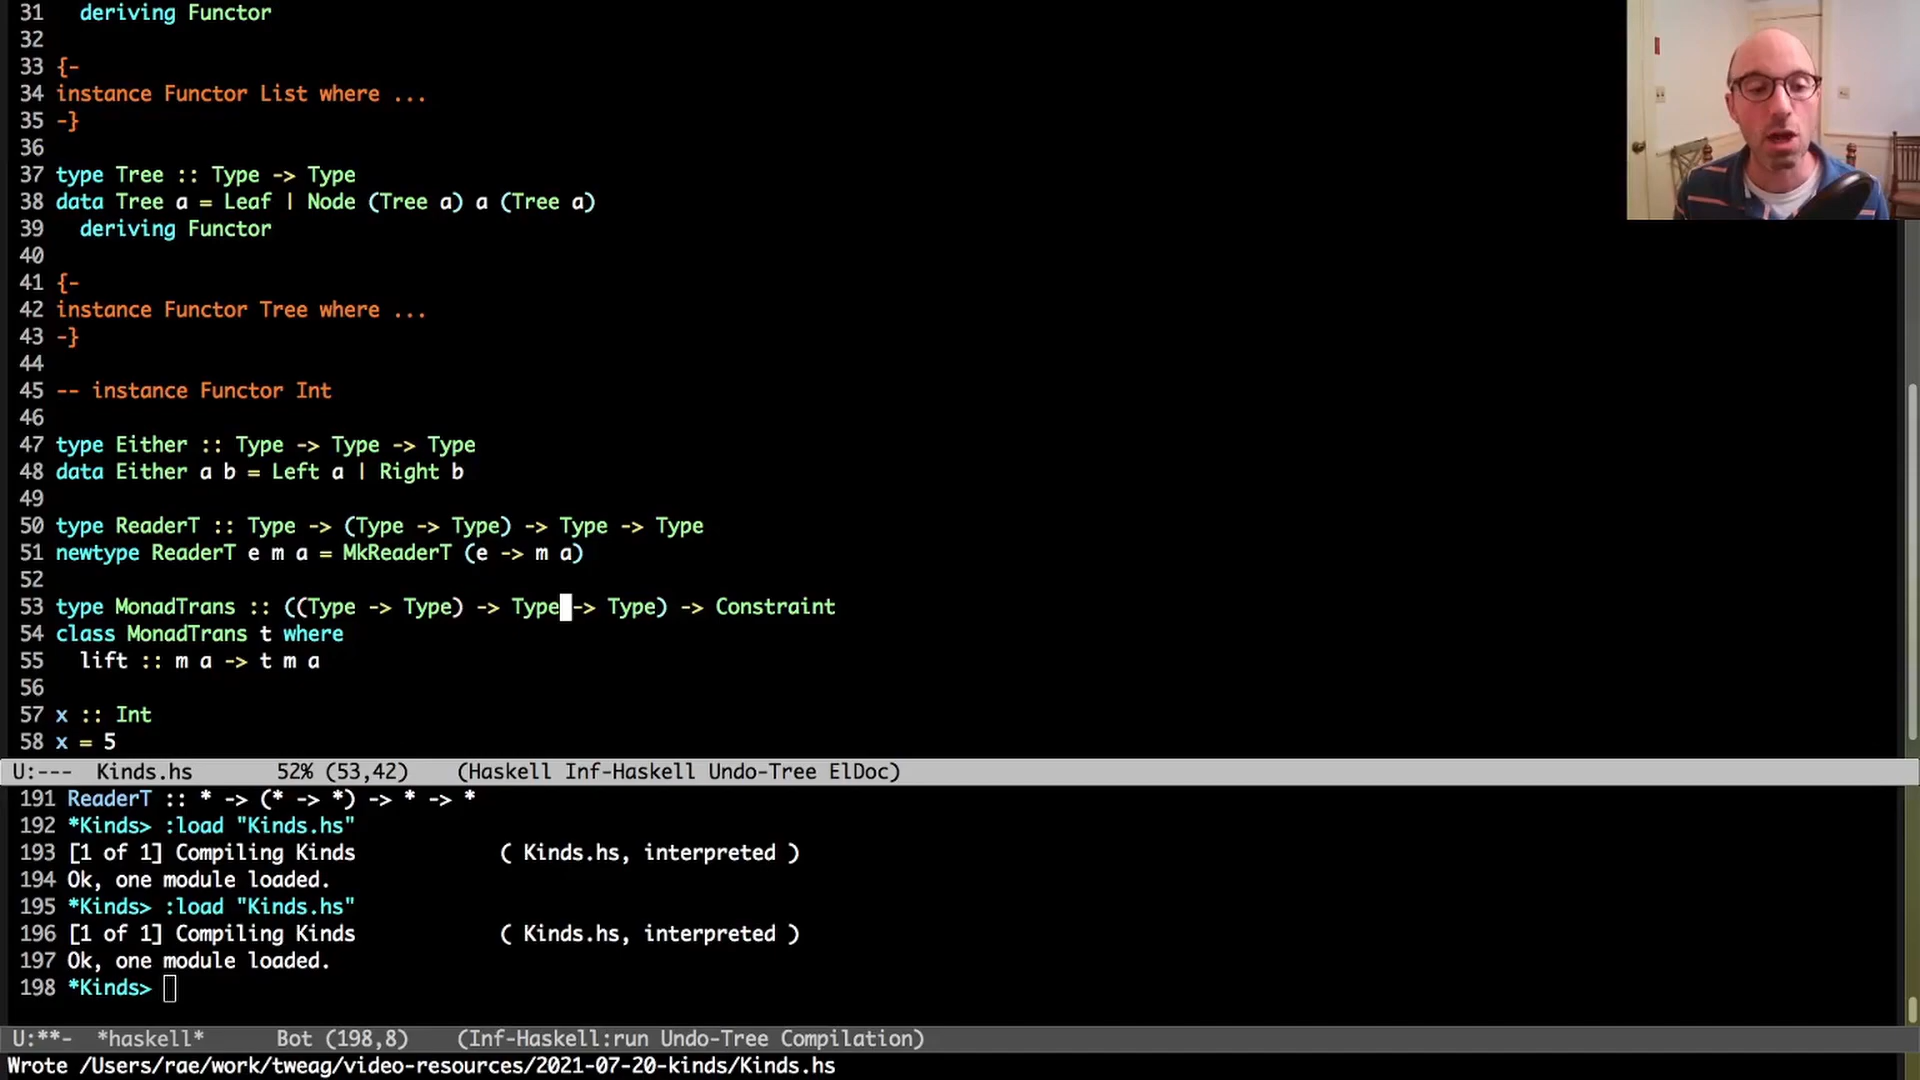 31   deriving Functor
32
33 {-
34 instance Functor List where ...
35 -}
36
37 type Tree :: Type -> Type
38 data Tree a = Leaf | Node (Tree a) a (Tree a)
39   deriving Functor
40
41 {-
42 instance Functor Tree where ...
43 -}
44
45 -- instance Functor Int
46
47 type Either :: Type -> Type -> Type
48 data Either a b = Left a | Right b
49
50 type ReaderT :: Type -> (Type -> Type) -> Type -> Type
51 newtype ReaderT e m a = MkReaderT (e -> m a)
52
53 type MonadTrans :: ((Type -> Type) -> Type -> Type) -> Constraint
54 class MonadTrans t where
55   lift :: m a -> t m a
56
57 x :: Int
58 x = 5
U:---  Kinds.hs       52% (53,42)    (Haskell Inf-Haskell Undo-Tree ElDoc)
191 ReaderT :: * -> (* -> *) -> * -> *
192 *Kinds> :load "Kinds.hs"
193 [1 of 1] Compiling Kinds            ( Kinds.hs, interpreted )
194 Ok, one module loaded.
195 *Kinds> :load "Kinds.hs"
196 [1 of 1] Compiling Kinds            ( Kinds.hs, interpreted )
197 Ok, one module loaded.
198 *Kinds>
U:**-  *haskell*      Bot (198,8)    (Inf-Haskell:run Undo-Tree Compilation)
Wrote /Users/rae/work/tweag/video-resources/2021-07-20-kinds/Kinds.hs